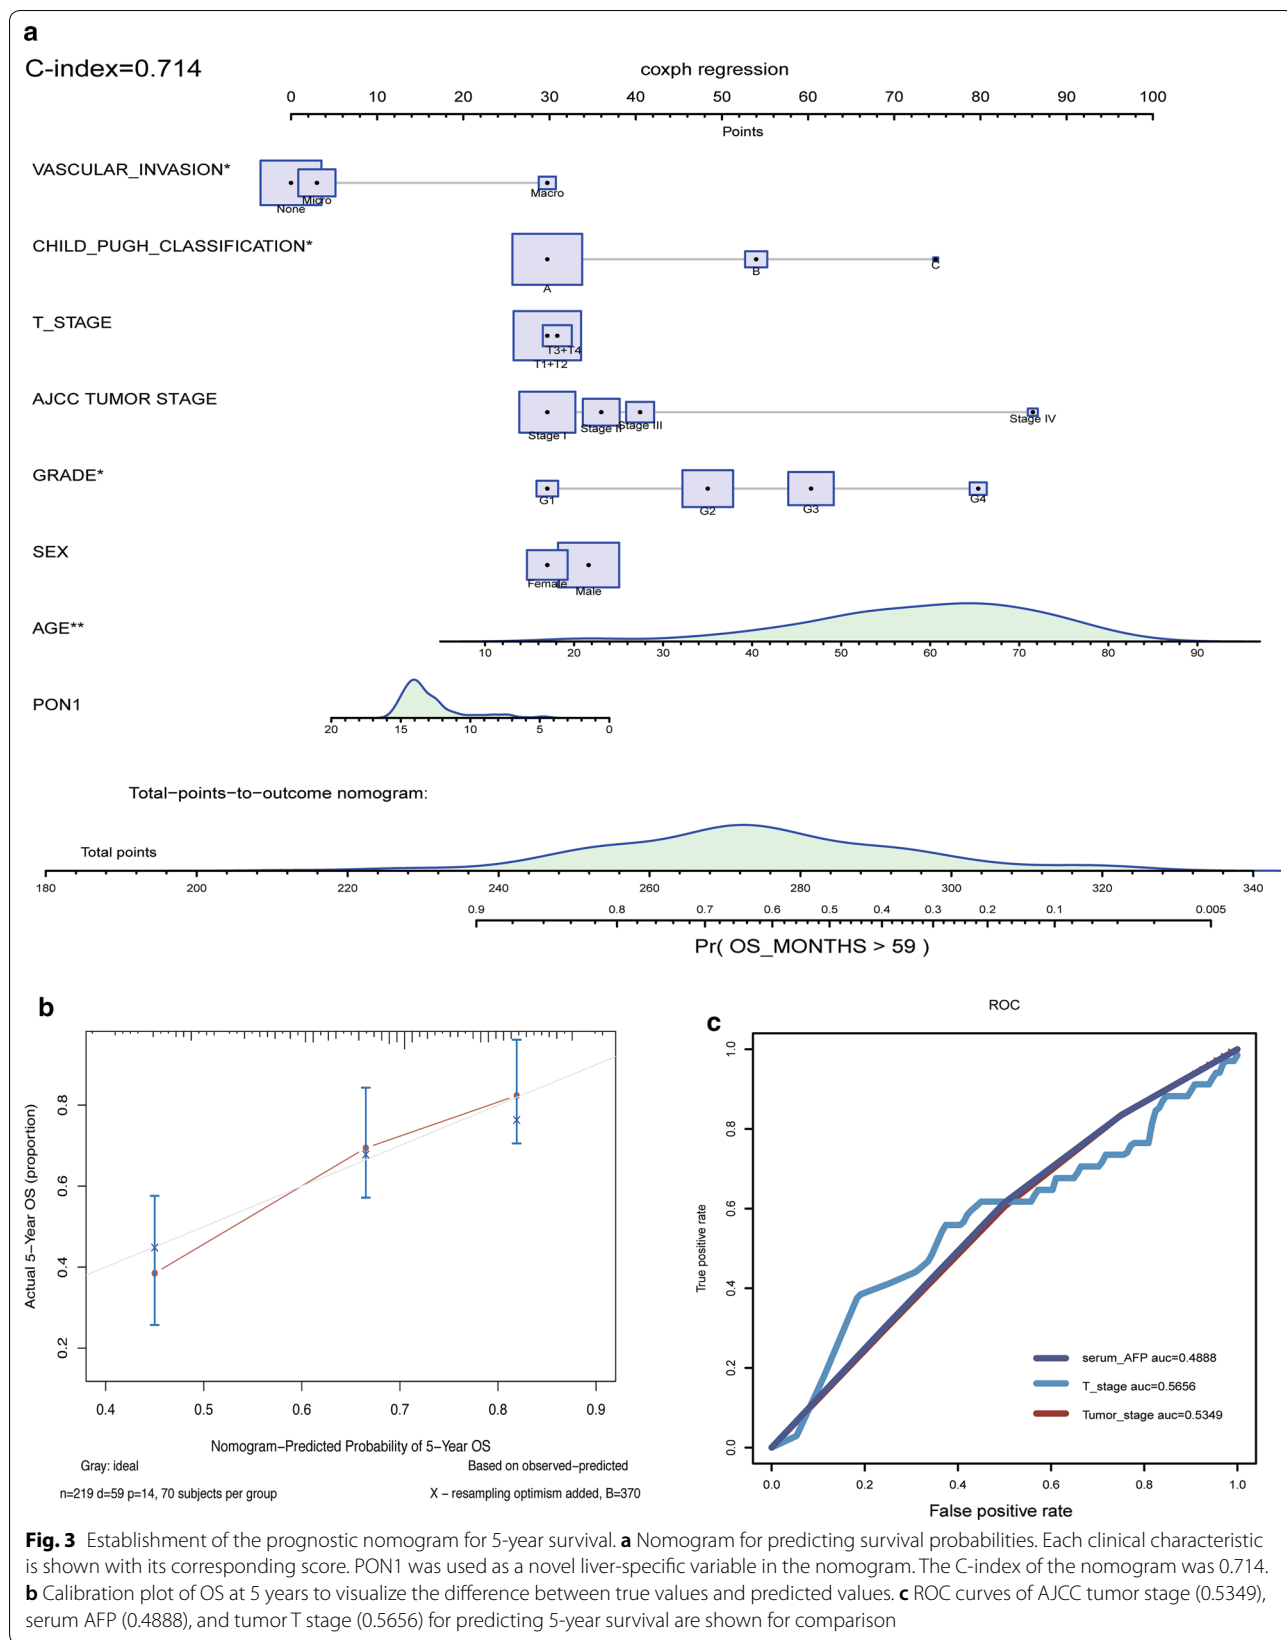 a
C-index=0.714
coxph regression
0 10 20 30 40 50 60 70 80 90 100
Points
VASCULAR_INVASION*
None Micro Macro
CHILD_PUGH_CLASSIFICATION*
A B C
T_STAGE
T3+T4
T1+T2
AJCC TUMOR STAGE
Stage I Stage II Stage III Stage IV
GRADE*
G1 G2 G3 G4
SEX
Female Male
AGE**
10 20 30 40 50 60 70 80 90
PON1
20 15 10 5 0
Total−points−to−outcome nomogram:
Total points
180 200 220 240 260 280 300 320 340
0.9 0.8 0.7 0.6 0.5 0.4 0.3 0.2 0.1 0.005
Pr( OS_MONTHS > 59 )
b
Actual 5−Year OS (proportion)
0.8
0.6
0.4
0.2
0.4 0.5 0.6 0.7 0.8 0.9
Nomogram−Predicted Probability of 5−Year OS
Gray: ideal
Based on observed−predicted
n=219 d=59 p=14, 70 subjects per group
X − resampling optimism added, B=370
c
ROC
True positive rate
1.0
0.8
0.6
0.4
0.2
0.0
serum_AFP auc=0.4888
T_stage auc=0.5656
Tumor_stage auc=0.5349
0.0 0.2 0.4 0.6 0.8 1.0
False positive rate
Fig. 3 Establishment of the prognostic nomogram for 5-year survival. a Nomogram for predicting survival probabilities. Each clinical characteristic
is shown with its corresponding score. PON1 was used as a novel liver-specific variable in the nomogram. The C-index of the nomogram was 0.714.
b Calibration plot of OS at 5 years to visualize the difference between true values and predicted values. c ROC curves of AJCC tumor stage (0.5349),
serum AFP (0.4888), and tumor T stage (0.5656) for predicting 5-year survival are shown for comparison